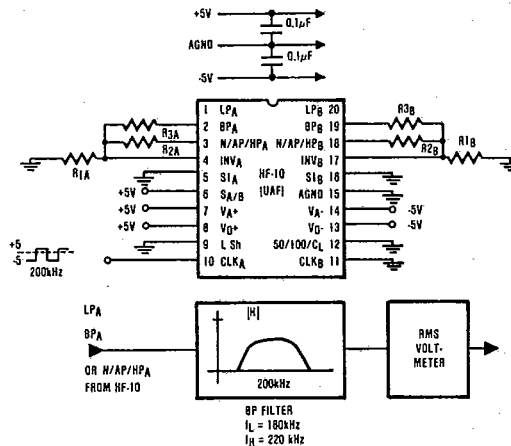 +5V
0.1µF
AGND
0.1µF
-5V
1 LPA LPB 20
2 BPA BPB 19
3 N/AP/HPA N/AP/HPB 18
4 INVA INVB 17
5 S1A HF-10 S1B 16
6 SA/B [UAF] AGND 15
7 VA+ VA- 14
8 VD+ VD- 13
9 L Sh 50/100/CL 12
10 CLKA CLKB 11
R3A
R2A
R1A
R3B
R2B
R1B
+5V
+5V
+5V
-5V
-5V
+5
-5
200kHz
LPA
BPA
OR N/AP/HPA
FROM HF-10
[H]
200kHz
RMS
VOLT-
METER
BP FILTER
fL = 180kHz
fH = 220 kHz